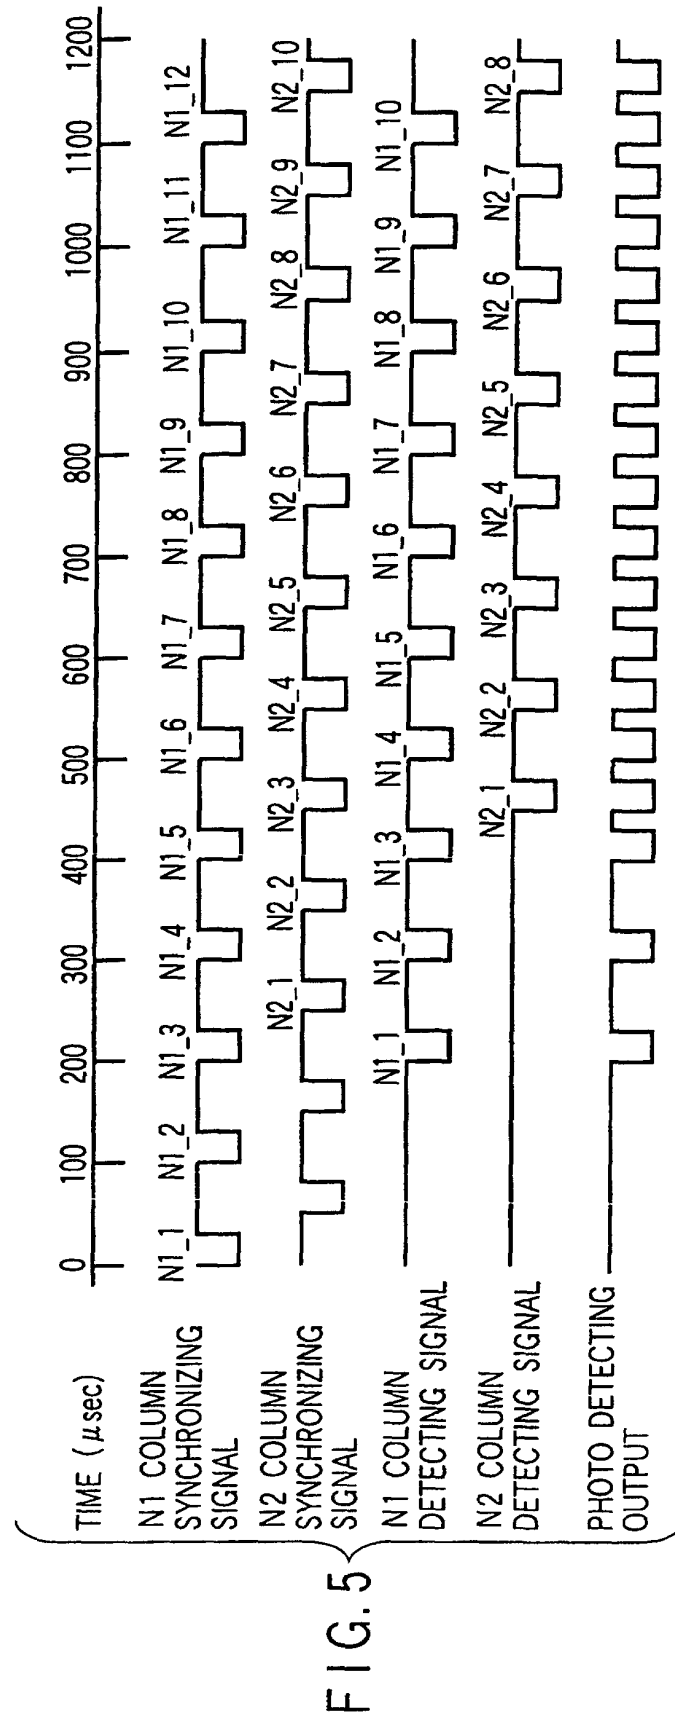 FIG. 5
TIME (μsec)
0 100 200 300 400 500 600 700 800 900 1000 1100 1200
N1 COLUMN
SYNCHRONIZING
SIGNAL
N1_1 N1_2 N1_3 N1_4 N1_5 N1_6 N1_7 N1_8 N1_9 N1_10 N1_11 N1_12
N2 COLUMN
SYNCHRONIZING
SIGNAL
N2_1 N2_2 N2_3 N2_4 N2_5 N2_6 N2_7 N2_8 N2_9 N2_10
N1 COLUMN
DETECTING SIGNAL
N1_1 N1_2 N1_3 N1_4 N1_5 N1_6 N1_7 N1_8 N1_9 N1_10
N2 COLUMN
DETECTING SIGNAL
N2_1 N2_2 N2_3 N2_4 N2_5 N2_6 N2_7 N2_8
PHOTO DETECTING
OUTPUT